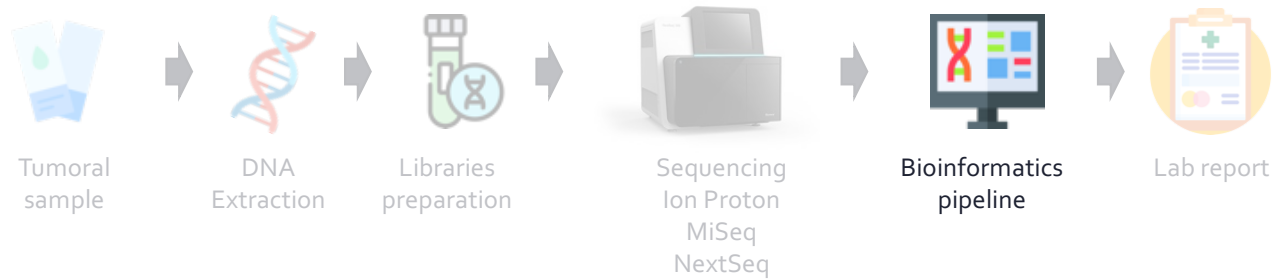 Tumoral
sample
DNA
Extraction
Libraries
preparation
Sequencing
Ion Proton
MiSeq
NextSeq
Bioinformatics
pipeline
Lab report